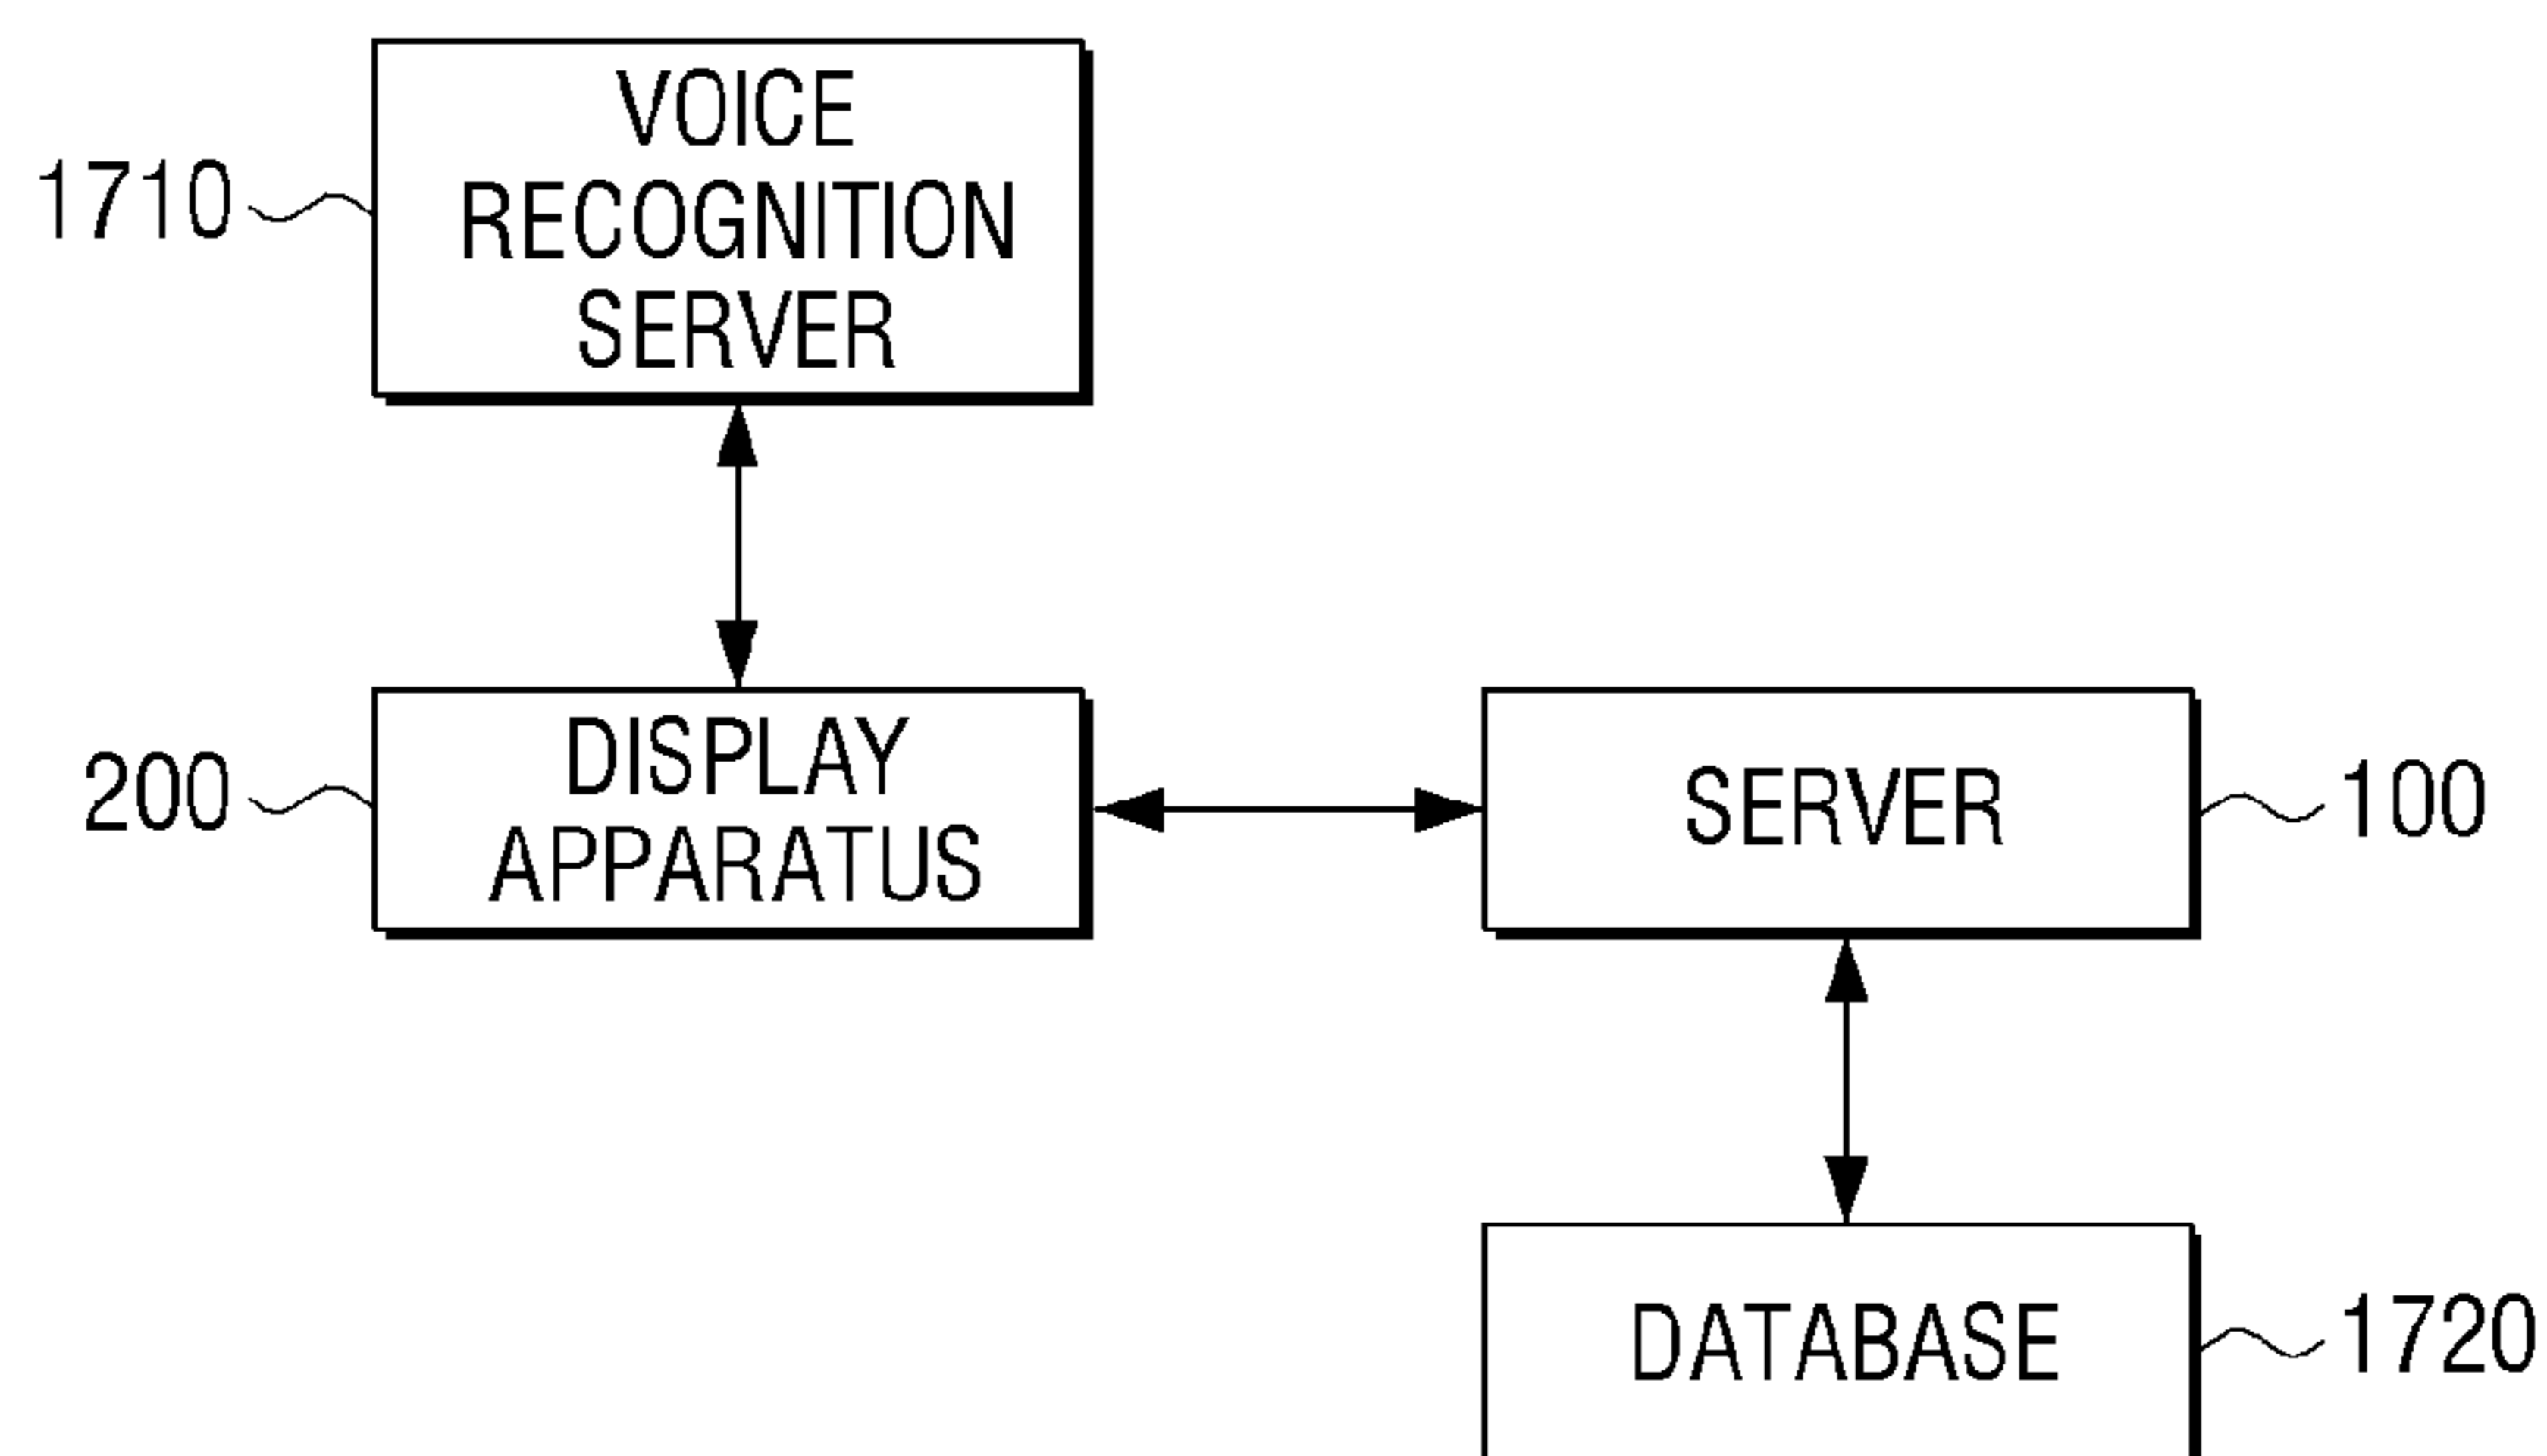 VOICE
RECOGNITION
SERVER
1710
DISPLAY
APPARATUS
200
SERVER
100
DATABASE
1720